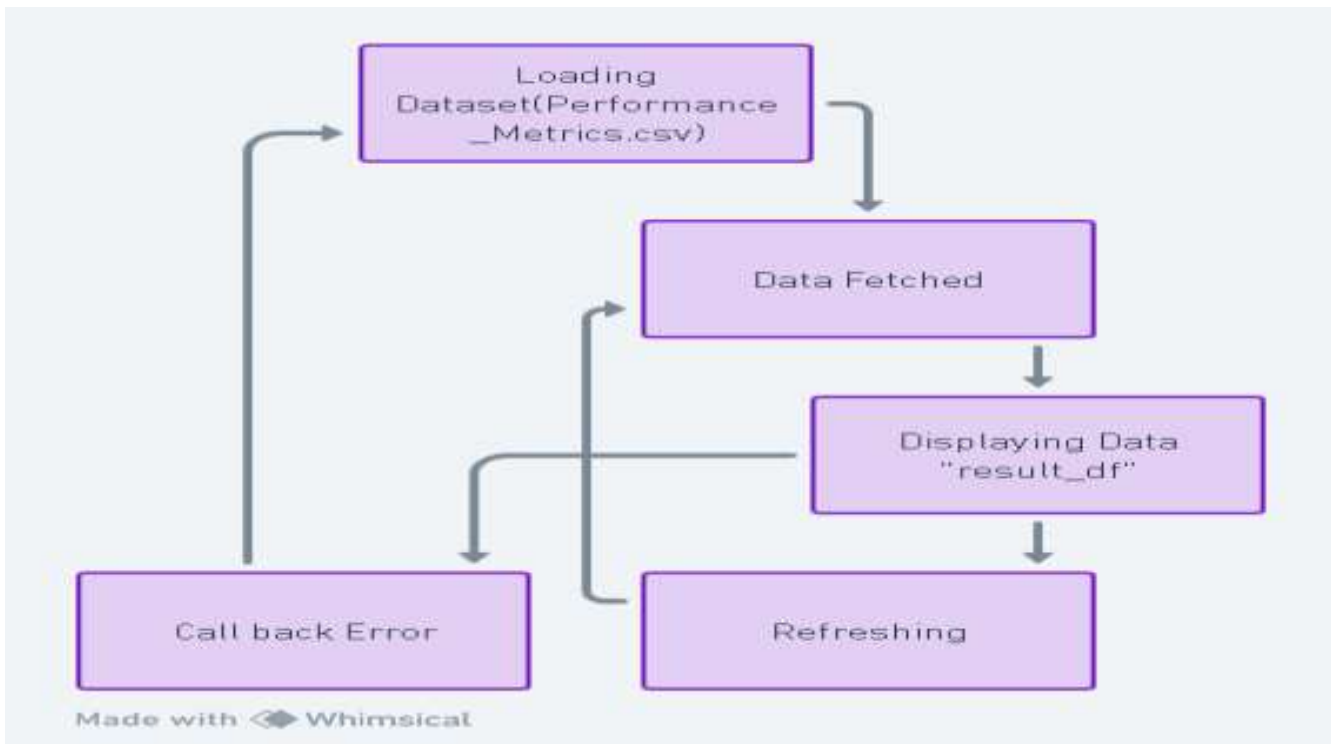 Loading
Dataset(Performance
_Metrics.csv)
Data Fetched
Displaying Data
"result_df"
Call back Error
Refreshing
Made with Whimsical